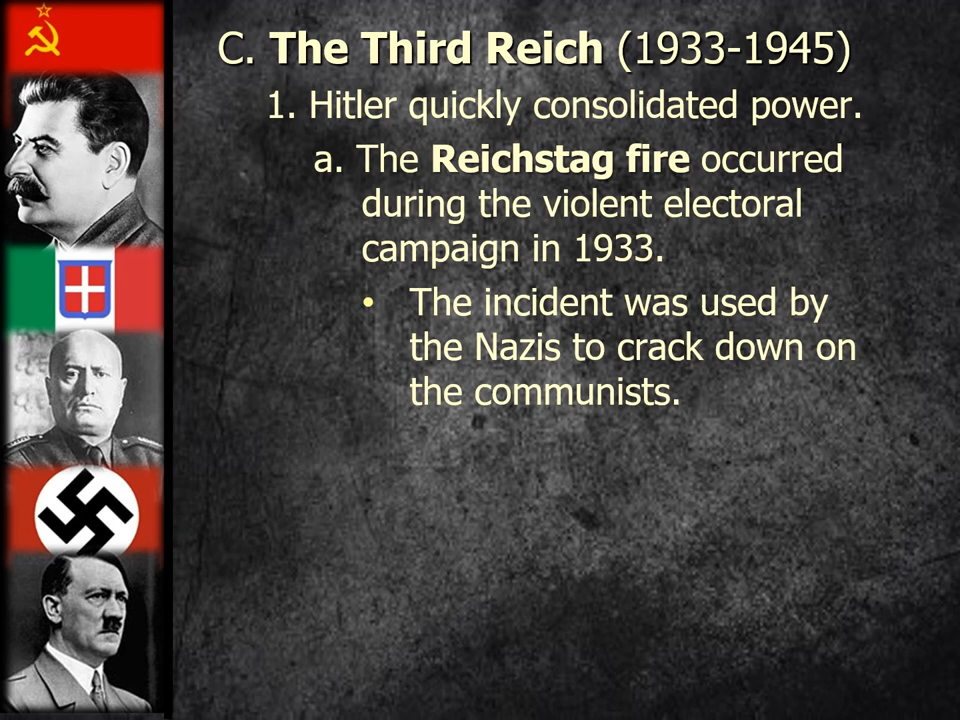 C. The Third Reich (1933-1945)
1. Hitler quickly consolidated power.
a. The Reichstag fire occurred
during the violent electoral
campaign in 1933.
• The incident was used by
the Nazis to crack down on
the communists.